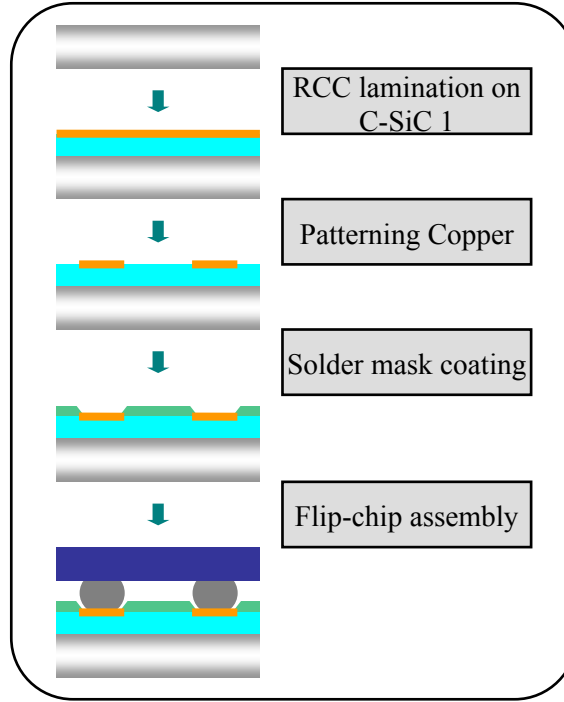 RCC lamination on
C-SiC 1
Patterning Copper
Solder mask coating
Flip-chip assembly